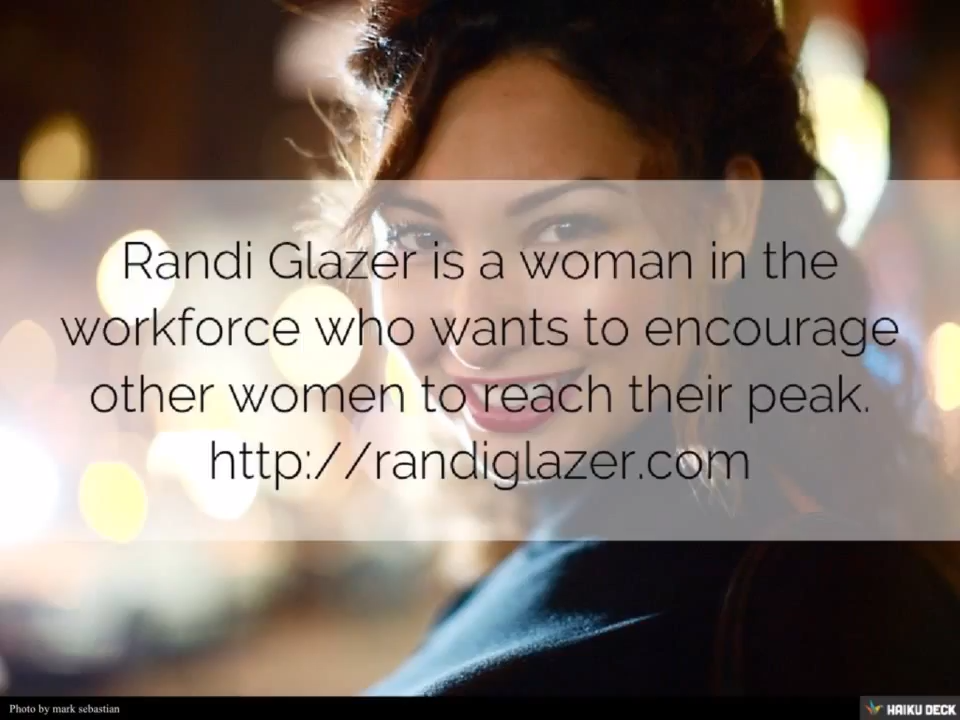 Randi Glazer is a woman in the
workforce who wants to encourage
other women to reach their peak.
http://randiglazer.com
Photo by mark sebastian
HAIKU DECK